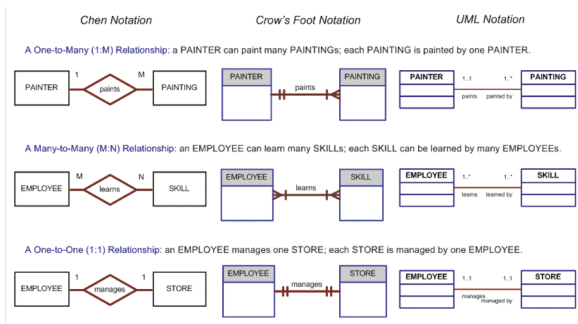 Chen Notation Crow's Foot Notation UML Notation
A One-to-Many (1:M) Relationship: a PAINTER can paint many PAINTINGs; each PAINTING is painted by one PAINTER.
PAINTER 1 paints M PAINTING
PAINTER paints PAINTING
PAINTER 1..1 1..* PAINTING
paints painted by
A Many-to-Many (M:N) Relationship: an EMPLOYEE can learn many SKILLs; each SKILL can be learned by many EMPLOYEEs.
EMPLOYEE M learns N SKILL
EMPLOYEE learns SKILL
EMPLOYEE 1..* 1..* SKILL
learns learned by
A One-to-One (1:1) Relationship: an EMPLOYEE manages one STORE; each STORE is managed by one EMPLOYEE.
EMPLOYEE 1 manages 1 STORE
EMPLOYEE manages STORE
EMPLOYEE 1..1 1..1 STORE
manages
managed by